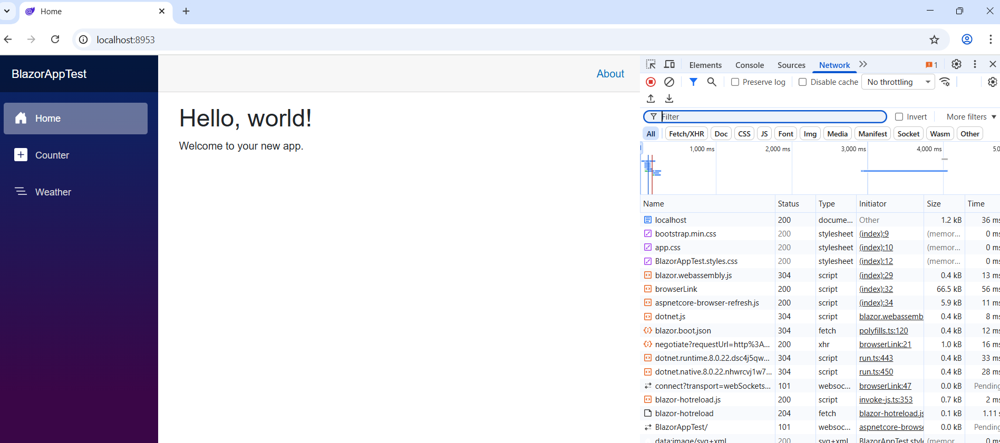 Home
localhost:8953
BlazorAppTest
Home
Counter
Weather
About
Hello, world!
Welcome to your new app.
Elements Console Sources Network 1
Preserve log Disable cache No throttling
Filter Invert More filters
All Fetch/XHR Doc CSS JS Font Img Media Manifest Socket Wasm Other
1,000 ms 2,000 ms 3,000 ms 4,000 ms 5,0
Name Status Type Initiator Size Time
localhost 200 docume... Other 1.2 kB 36 ms
bootstrap.min.css 200 stylesheet (index):9 (memor... 0 ms
app.css 200 stylesheet (index):10 (memor... 0 ms
BlazorAppTest.styles.css 200 stylesheet (index):12 (memor... 0 ms
blazor.webassembly.js 304 script (index):29 0.4 kB 13 ms
browserLink 200 script (index):32 66.5 kB 56 ms
aspnetcore-browser-refresh.js 200 script (index):34 5.9 kB 11 ms
dotnet.js 304 script blazor.webassemb 0.4 kB 8 ms
blazor.boot.json 304 fetch polyfills.ts:120 0.4 kB 12 ms
negotiate?requestUrl=http%3A... 200 xhr browserLink:21 1.0 kB 16 ms
dotnet.runtime.8.0.22.dsc4j5qw... 304 script run.ts:443 0.4 kB 33 ms
dotnet.native.8.0.22.nhwrcvj1w7... 304 script run.ts:450 0.4 kB 28 ms
connect?transport=webSockets... 101 websoc... browserLink:47 0.0 kB Pending
blazor-hotreload.js 200 script invoke-js.ts:353 0.7 kB 2 ms
blazor-hotreload 204 fetch blazor-hotreload.js 0.1 kB 1.11 s
BlazorAppTest/ 101 websoc... aspnetcore-browse 0.0 kB Pending
data:image/svg+xml 200 svg+xml BlazorAppTest.style (memor 0 ms